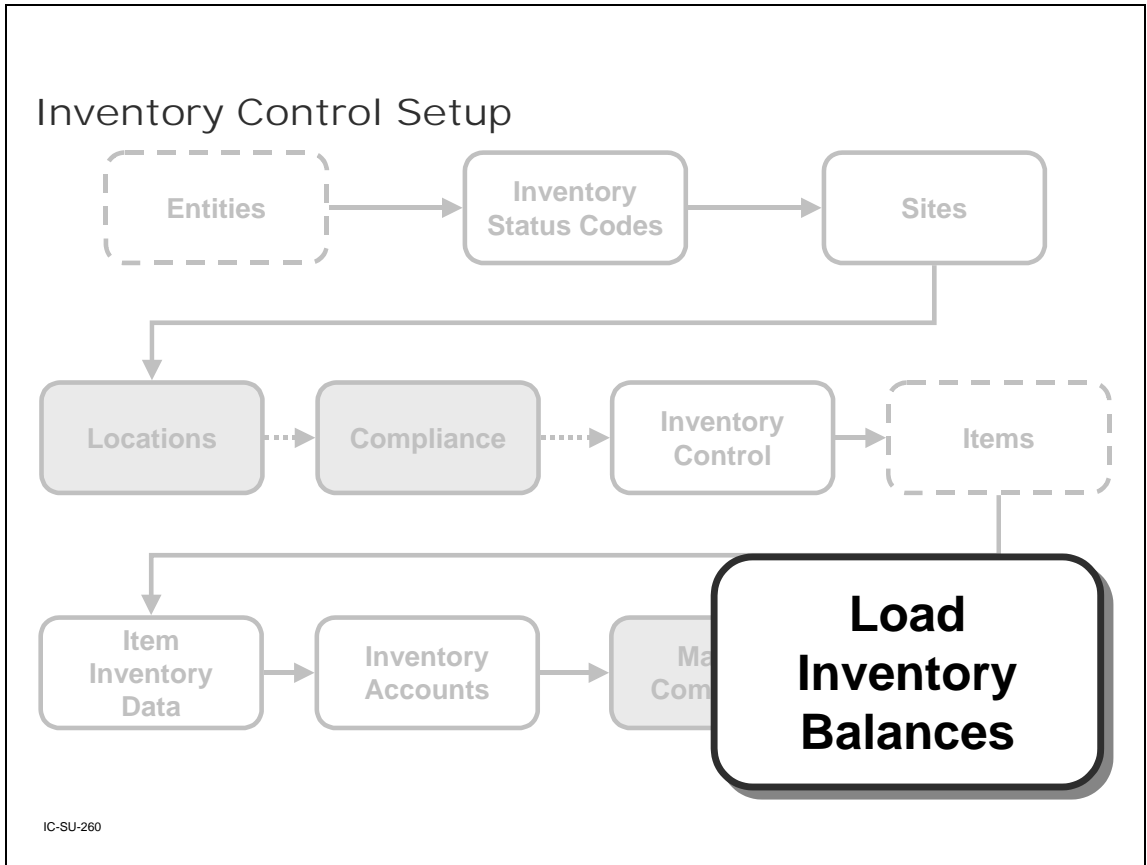 Inventory Control Setup
Entities
Inventory
Status Codes
Sites
Locations
Compliance
Inventory
Control
Items
Item
Inventory
Data
Inventory
Accounts
Load
Inventory
Balances
IC-SU-260